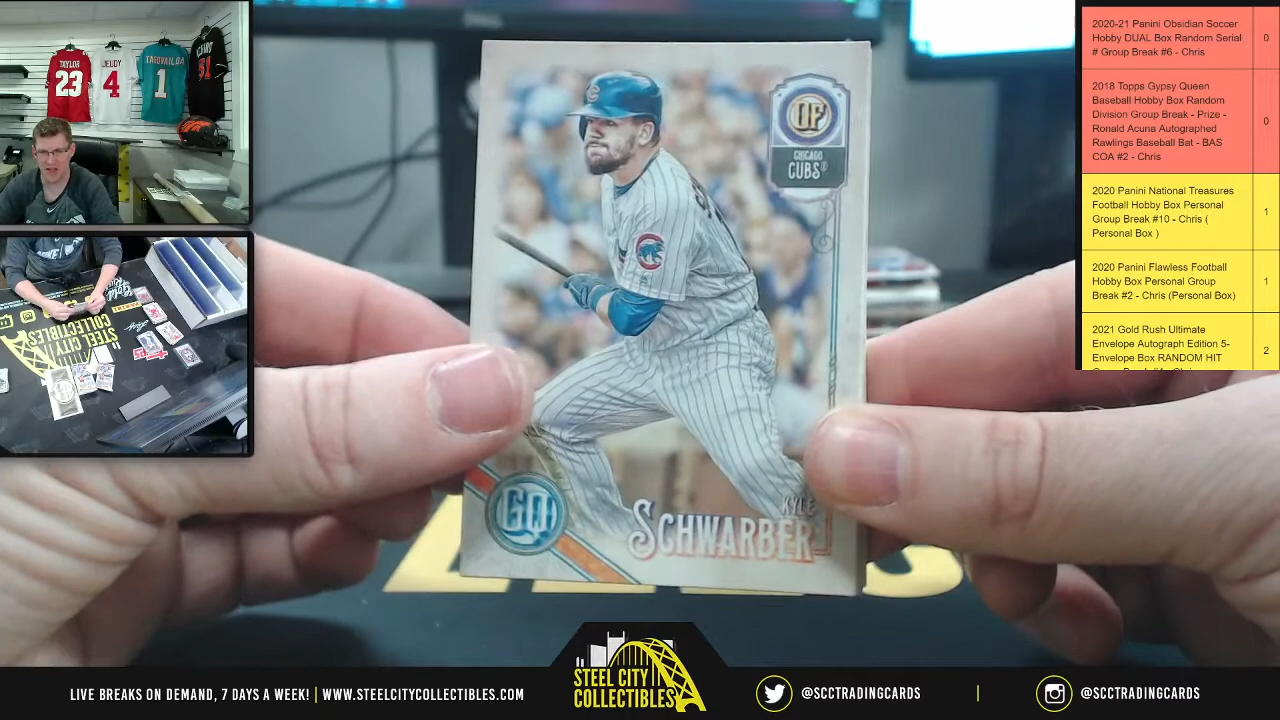 TAYLOR
23
JEUDY
4
TAGOVAILOA
1
STEEL CITY
COLLECTIBLES
OF
CHICAGO
CUBS
GQ
KYLE
SCHWARBER
2020-21 Panini Obsidian Soccer
Hobby DUAL Box Random Serial
# Group Break #6 - Chris
0
2018 Topps Gypsy Queen
Baseball Hobby Box Random
Division Group Break - Prize -
Ronald Acuna Autographed
Rawlings Baseball Bat - BAS
COA #2 - Chris
0
2020 Panini National Treasures
Football Hobby Box Personal
Group Break #10 - Chris (
Personal Box )
1
2020 Panini Flawless Football
Hobby Box Personal Group
Break #2 - Chris (Personal Box)
1
2021 Gold Rush Ultimate
Envelope Autograph Edition 5-
Envelope Box RANDOM HIT
2
LIVE BREAKS ON DEMAND, 7 DAYS A WEEK! | WWW.STEELCITYCOLLECTIBLES.COM
STEEL CITY
COLLECTIBLES
@SCCTRADINGCARDS | @SCCTRADINGCARDS